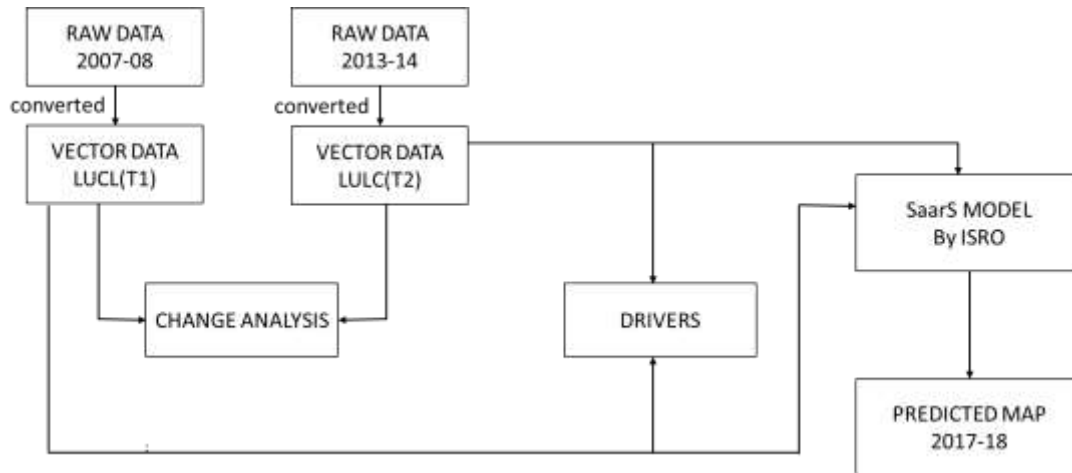 RAW DATA
2007-08
RAW DATA
2013-14
converted
converted
VECTOR DATA
LUCL(T1)
VECTOR DATA
LULC(T2)
SaarS MODEL
By ISRO
CHANGE ANALYSIS
DRIVERS
PREDICTED MAP
2017-18